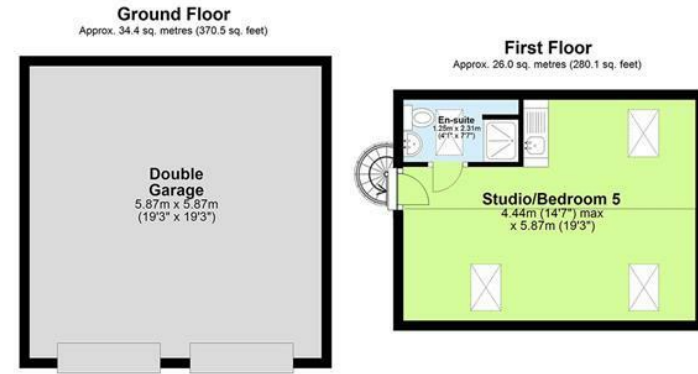 Ground Floor
Approx. 34.4 sq. metres (370.5 sq. feet)
Double
Garage
5.87m x 5.87m
(19'3" x 19'3")
First Floor
Approx. 26.0 sq. metres (280.1 sq. feet)
En-suite
1.25m x 2.31m
(4'1" x 7'7")
Studio/Bedroom 5
4.44m (14'7") max
x 5.87m (19'3")